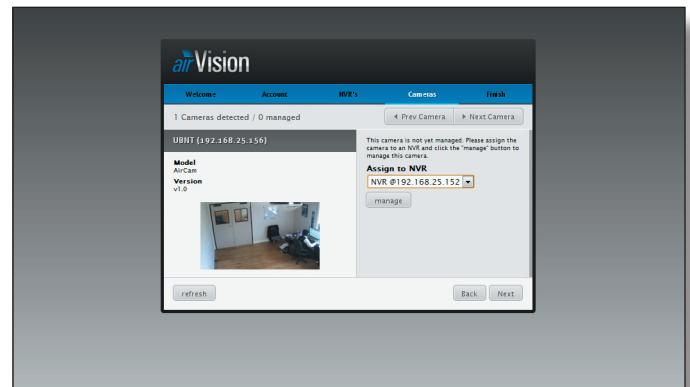 airVision
Welcome Account NVR's Cameras Finish
1 Cameras detected / 0 managed
Prev Camera Next Camera
UBNT (192.168.25.156)
Model
AirCam
Version
v1.0
This camera is not yet managed. Please assign the
camera to an NVR and click the "manage" button to
manage this camera.
Assign to NVR
NVR @192.168.25.152
manage
refresh
Back Next